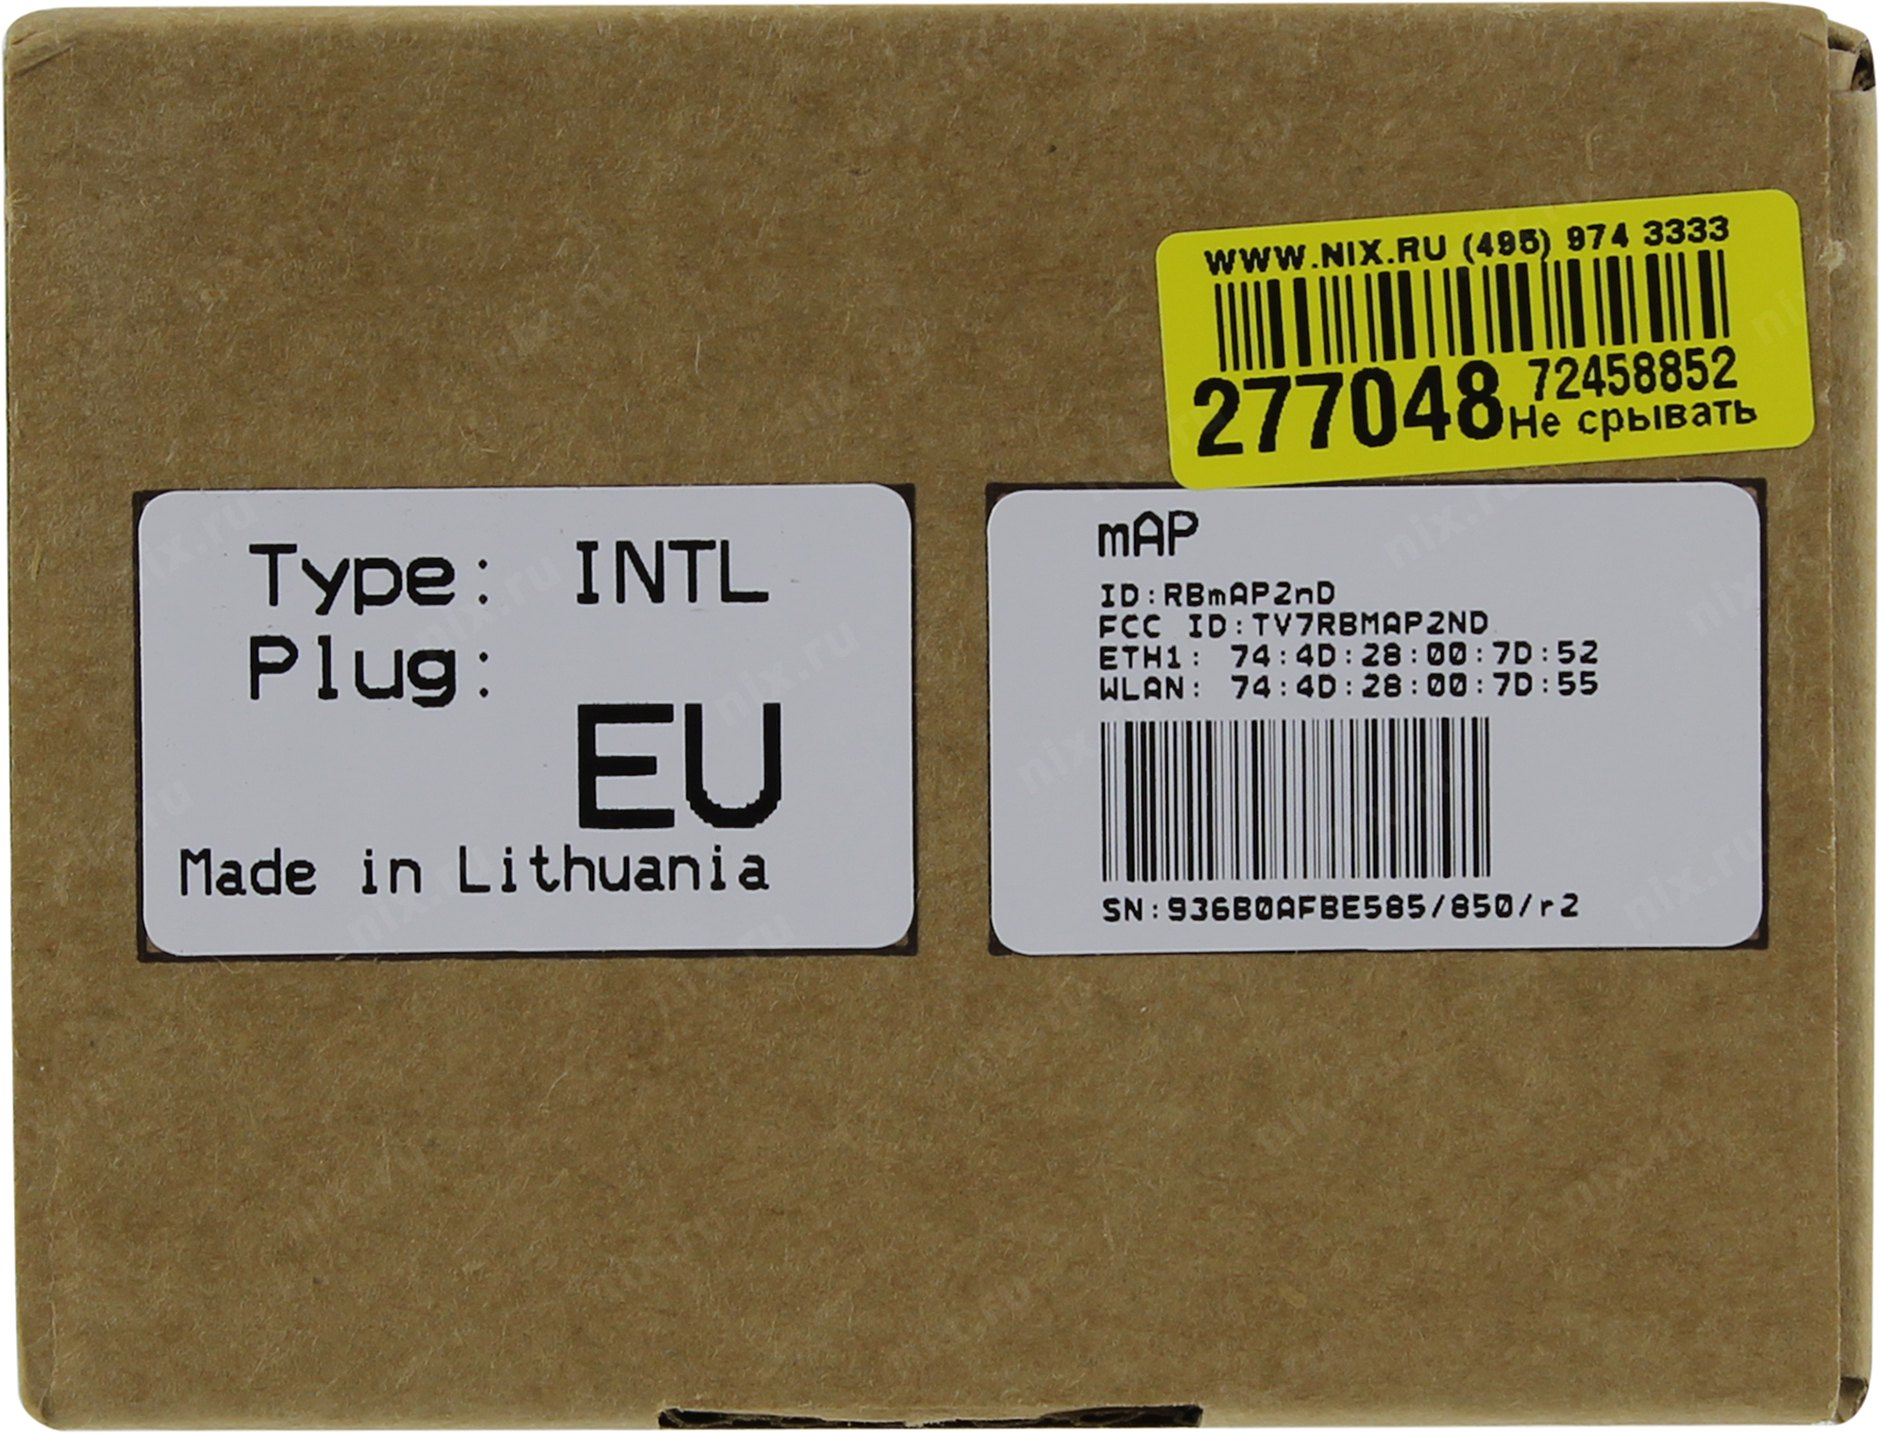 WWW.NIX.RU (495) 974 3333
277048 72458852
Не срывать
Type: INTL
Plug:
EU
Made in Lithuania
mAP
ID:RBmAP2nD
FCC ID:TV7RBMAP2ND
ETH1: 74:4D:28:00:7D:52
WLAN: 74:4D:28:00:7D:55
SN:936B0AFBE585/850/r2
nix.ru